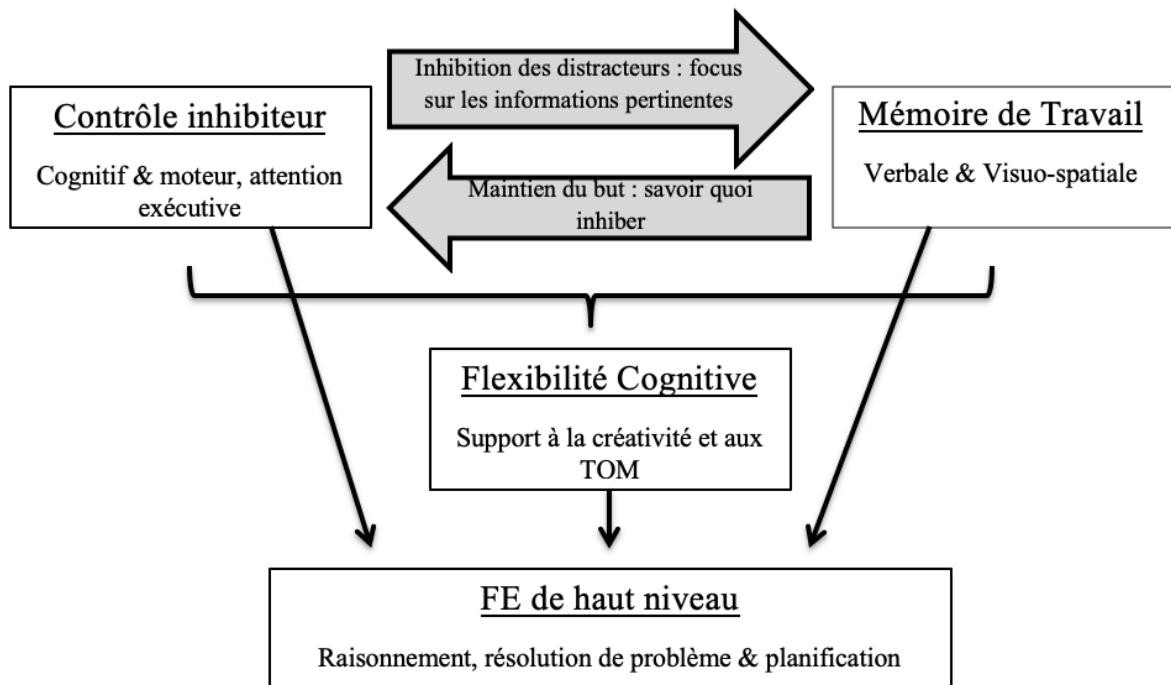 Inhibition des distracteurs : focus
sur les informations pertinentes
Contrôle inhibiteur
Cognitif & moteur, attention
exécutive
Mémoire de Travail
Verbale & Visuo-spatiale
Maintien du but : savoir quoi
inhiber
Flexibilité Cognitive
Support à la créativité et aux
TOM
FE de haut niveau
Raisonnement, résolution de problème & planification